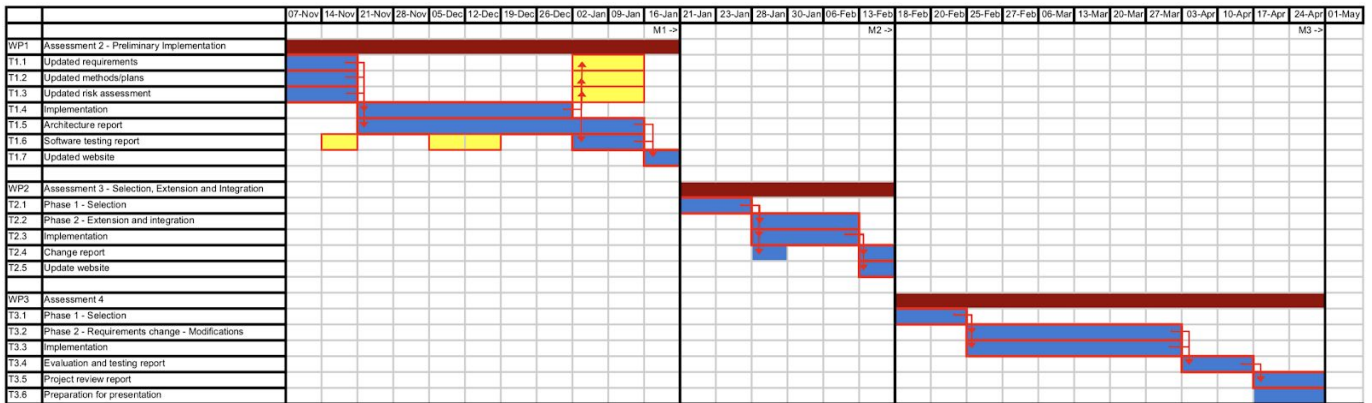 07-Nov 14-Nov 21-Nov 28-Nov 05-Dec 12-Dec 19-Dec 26-Dec 02-Jan 09-Jan 16-Jan 21-Jan 23-Jan 28-Jan 30-Jan 06-Feb 13-Feb 18-Feb 20-Feb 25-Feb 27-Feb 06-Mar 13-Mar 20-Mar 27-Mar 03-Apr 10-Apr 17-Apr 24-Apr 01-May
M1 -> M2 -> M3 ->
WP1 Assessment 2 - Preliminary Implementation
T1.1 Updated requirements
T1.2 Updated methods/plans
T1.3 Updated risk assessment
T1.4 Implementation
T1.5 Architecture report
T1.6 Software testing report
T1.7 Updated website
WP2 Assessment 3 - Selection, Extension and Integration
T2.1 Phase 1 - Selection
T2.2 Phase 2 - Extension and integration
T2.3 Implementation
T2.4 Change report
T2.5 Update website
WP3 Assessment 4
T3.1 Phase 1 - Selection
T3.2 Phase 2 - Requirements change - Modifications
T3.3 Implementation
T3.4 Evaluation and testing report
T3.5 Project review report
T3.6 Preparation for presentation